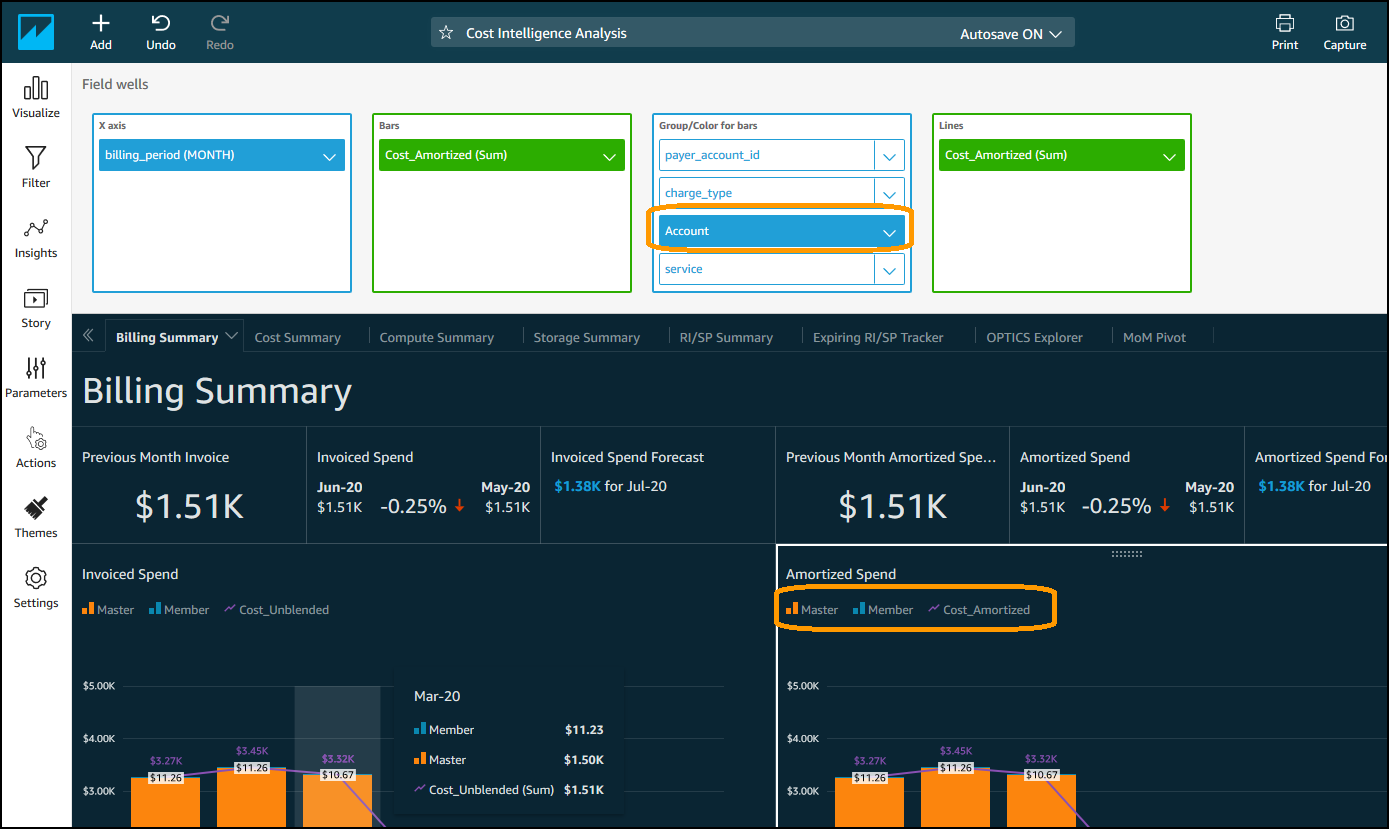 Add
Undo
Redo
Cost Intelligence Analysis
Autosave ON
Print
Capture
Visualize
Filter
Insights
Story
Parameters
Actions
Themes
Settings
Field wells
X axis
billing_period (MONTH)
Bars
Cost_Amortized (Sum)
Group/Color for bars
payer_account_id
charge_type
Account
service
Lines
Cost_Amortized (Sum)
Billing Summary
Cost Summary
Compute Summary
Storage Summary
RI/SP Summary
Expiring RI/SP Tracker
OPTICS Explorer
MoM Pivot
Billing Summary
Previous Month Invoice
$1.51K
Invoiced Spend
Jun-20
$1.51K
-0.25%
May-20
$1.51K
Invoiced Spend Forecast
$1.38K for Jul-20
Previous Month Amortized Spe...
$1.51K
Amortized Spend
Jun-20
$1.51K
-0.25%
May-20
$1.51K
Amortized Spend For
$1.38K for Jul-20
Invoiced Spend
Master Member Cost_Unblended
$5.00K
$4.00K
$3.00K
$3.27K
$3.45K
$3.32K
$11.26
$11.26
$10.67
Mar-20
Member $11.23
Master $1.50K
Cost_Unblended (Sum) $1.51K
Amortized Spend
Master Member Cost_Amortized
$5.00K
$4.00K
$3.00K
$3.27K
$3.45K
$3.32K
$11.26
$11.26
$10.67